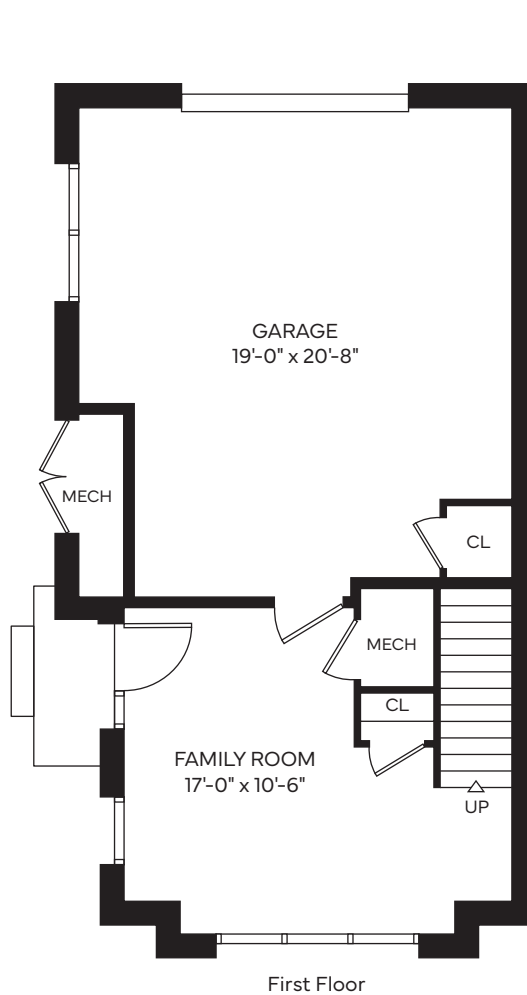 GARAGE
19'-0" x 20'-8"
MECH
CL
MECH
CL
FAMILY ROOM
17'-0" x 10'-6"
UP
First Floor